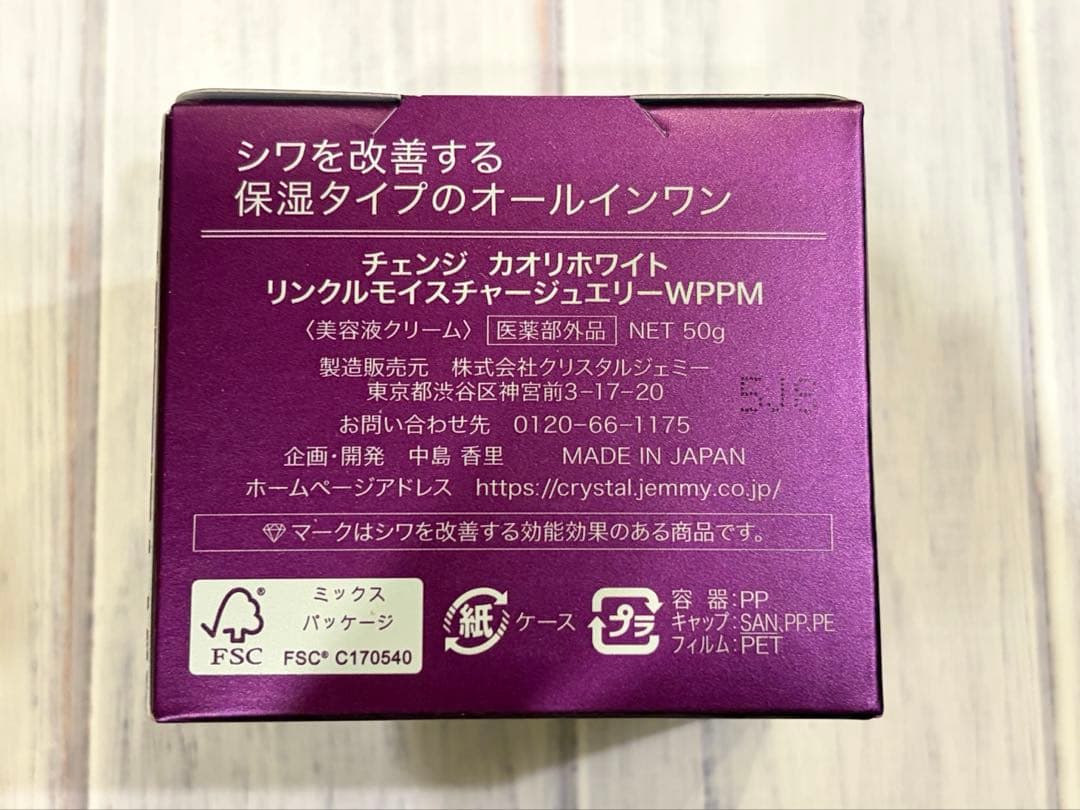 シワを改善する
保湿タイプのオールインワン
チェンジ カオリホワイト
リンクルモイスチャージュエリーWPPM
〈美容液クリーム〉 医薬部外品 NET 50g
製造販売元 株式会社クリスタルジェミー
東京都渋谷区神宮前3-17-20
5J6
お問い合わせ先 0120-66-1175
企画・開発 中島 香里 MADE IN JAPAN
ホームページアドレス https://crystal.jemmy.co.jp/
マークはシワを改善する効能効果のある商品です。
FSC®
ミックス
パッケージ
FSC® C170540
紙 ケース
プラ
容 器:PP
キャップ:SAN,PP,PE
フィルム:PET